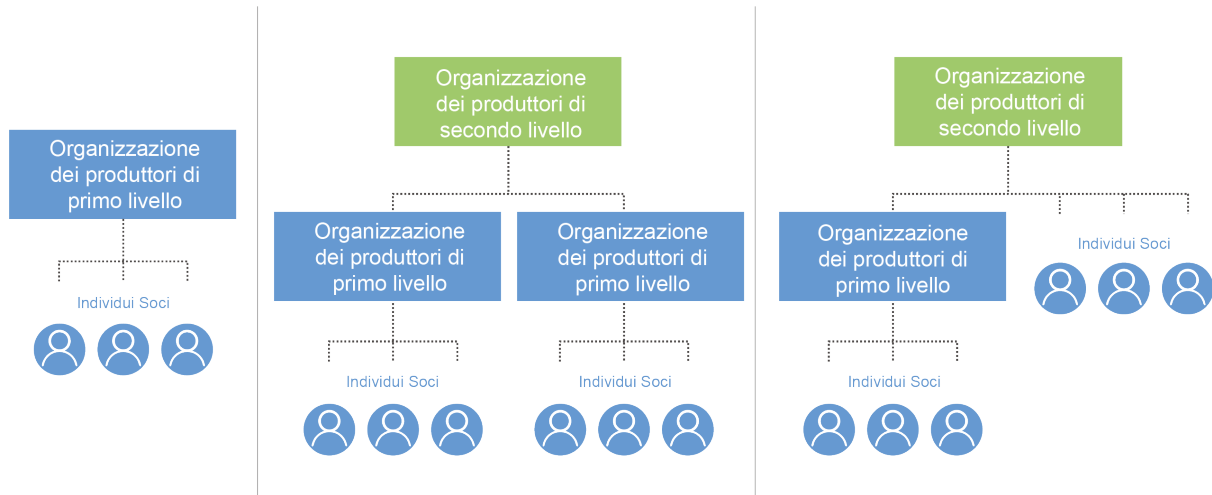 Organizzazione
dei produttori di
primo livello
Individui Soci
Organizzazione
dei produttori di
secondo livello
Organizzazione
dei produttori di
primo livello
Individui Soci
Organizzazione
dei produttori di
primo livello
Individui Soci
Organizzazione
dei produttori di
secondo livello
Organizzazione
dei produttori di
primo livello
Individui Soci
Individui Soci